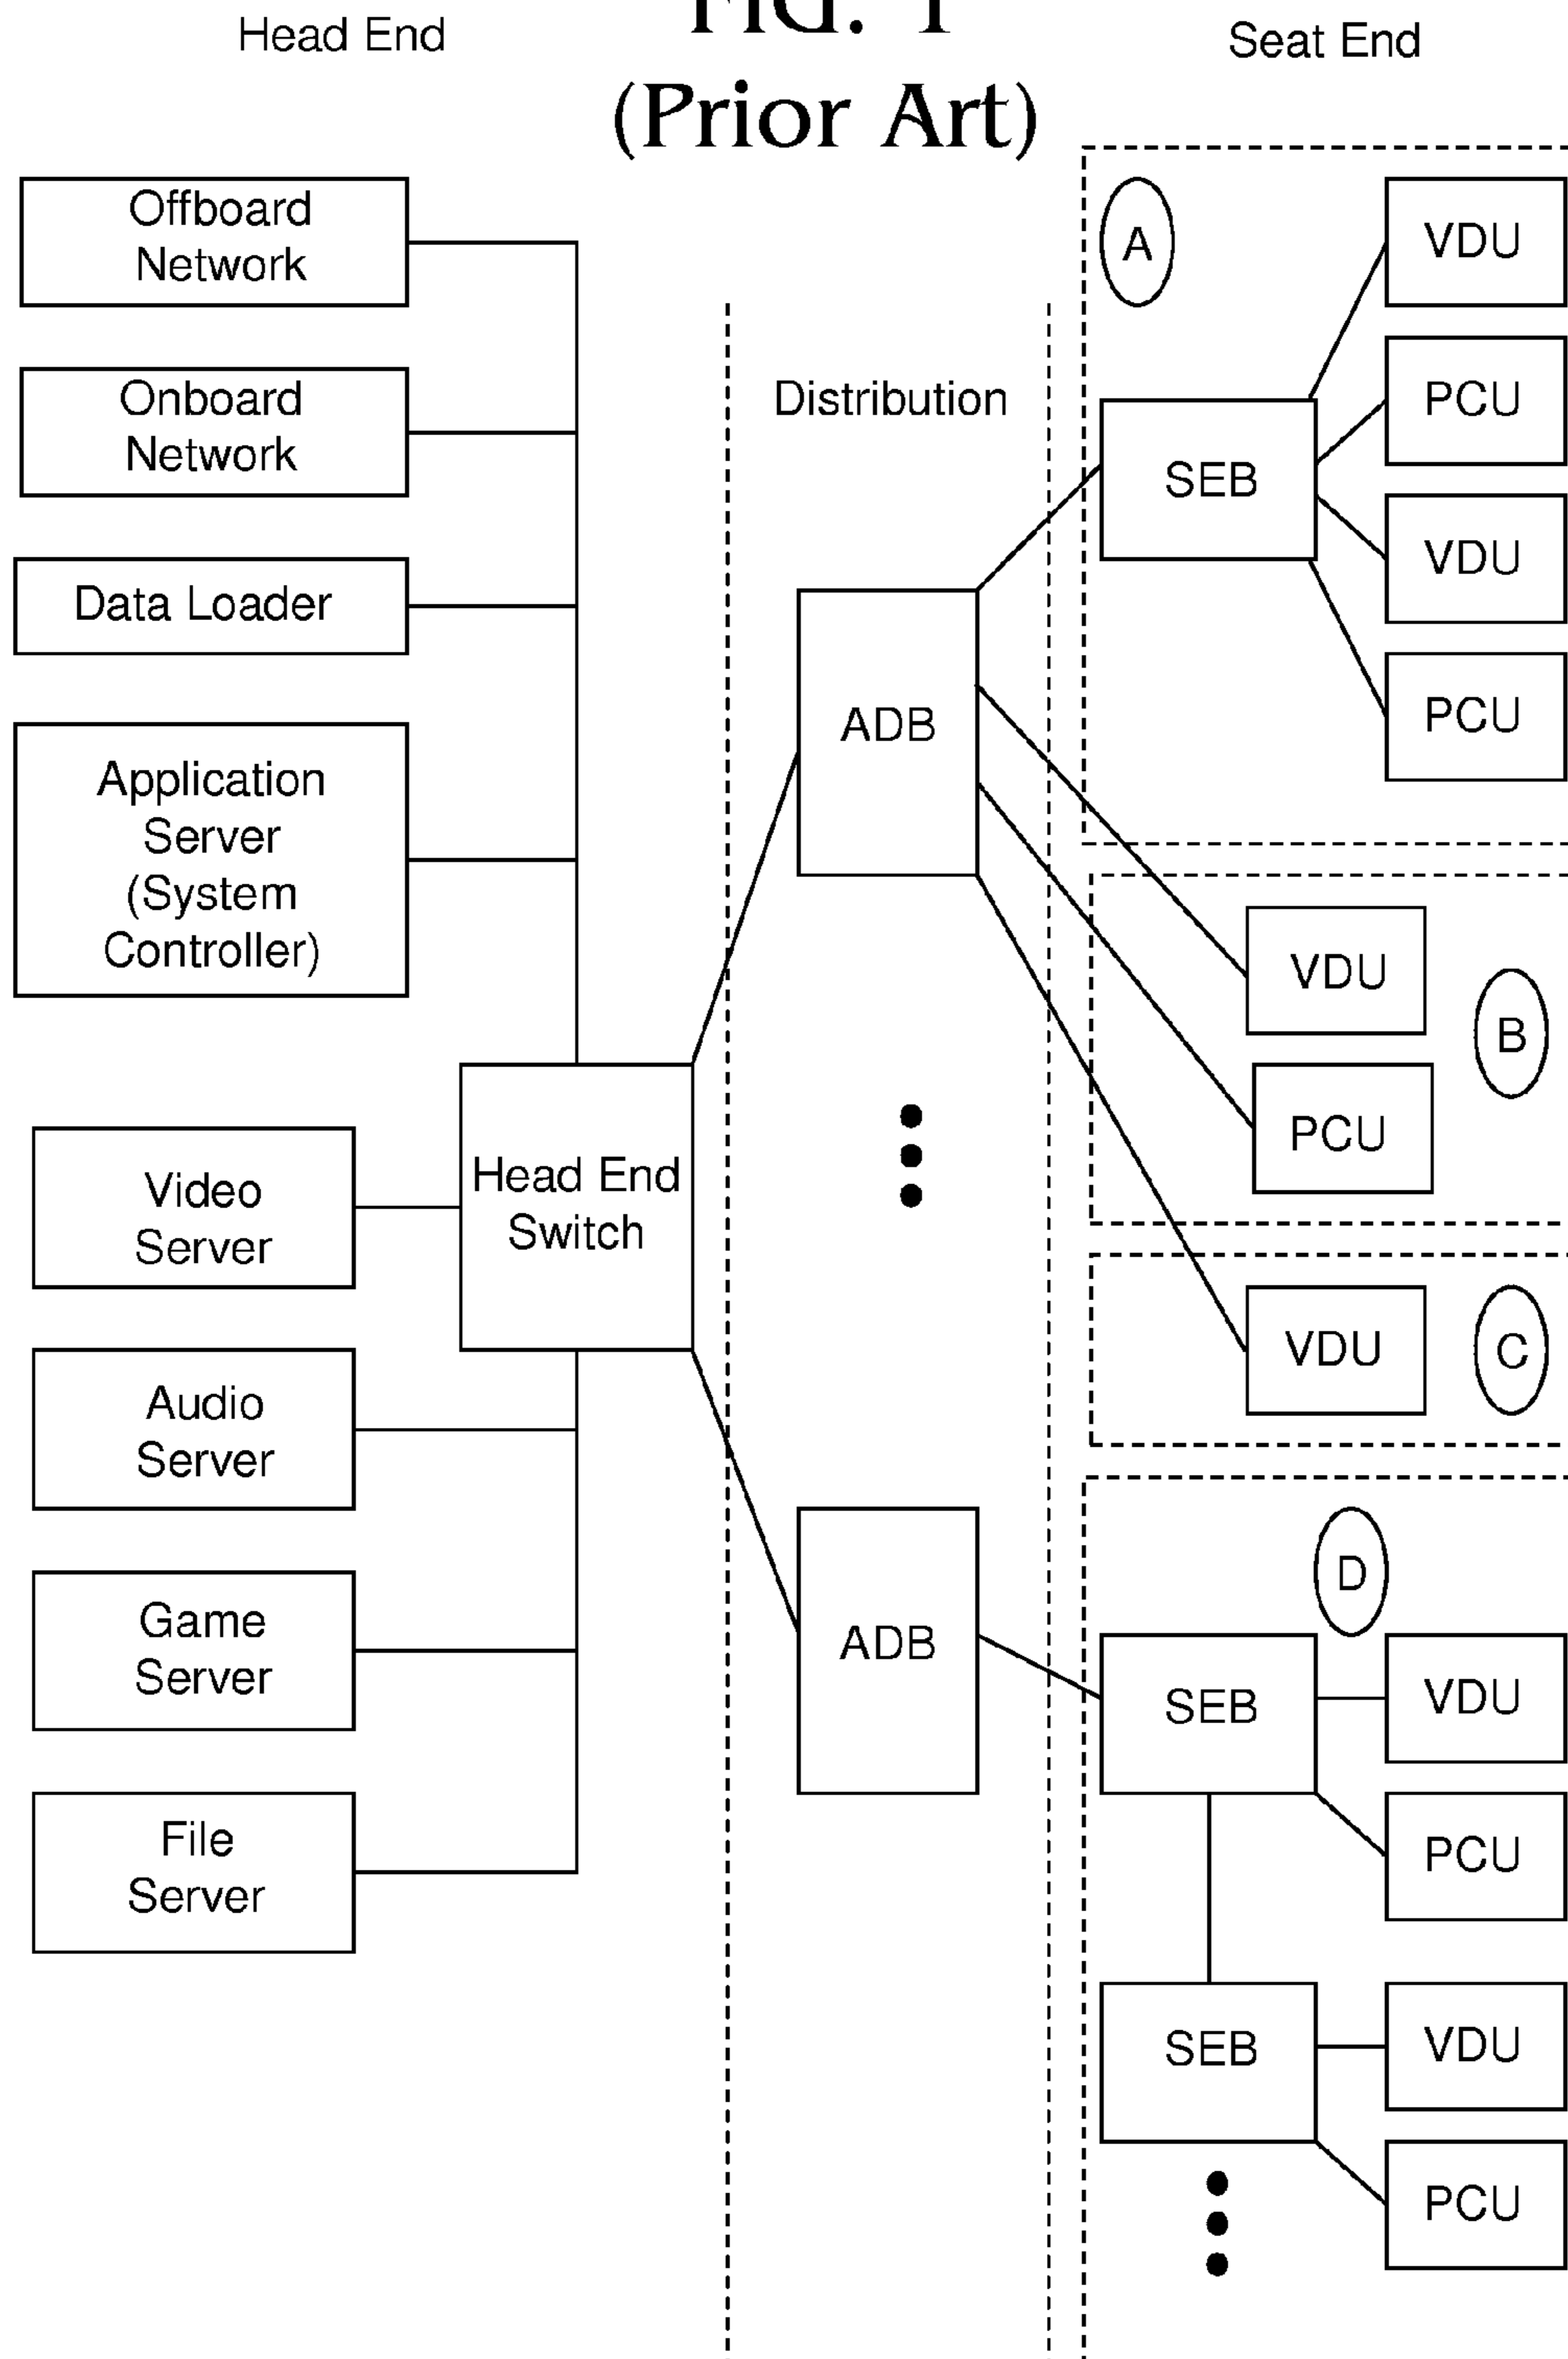 Head End
FIG. 1
(Prior Art)
Seat End
Offboard
Network
Onboard
Network
Data Loader
Application
Server
(System
Controller)
Video
Server
Audio
Server
Game
Server
File
Server
Head End
Switch
Distribution
ADB
ADB
A
SEB
VDU
PCU
VDU
PCU
VDU
PCU
B
VDU
C
D
SEB
VDU
PCU
SEB
VDU
PCU